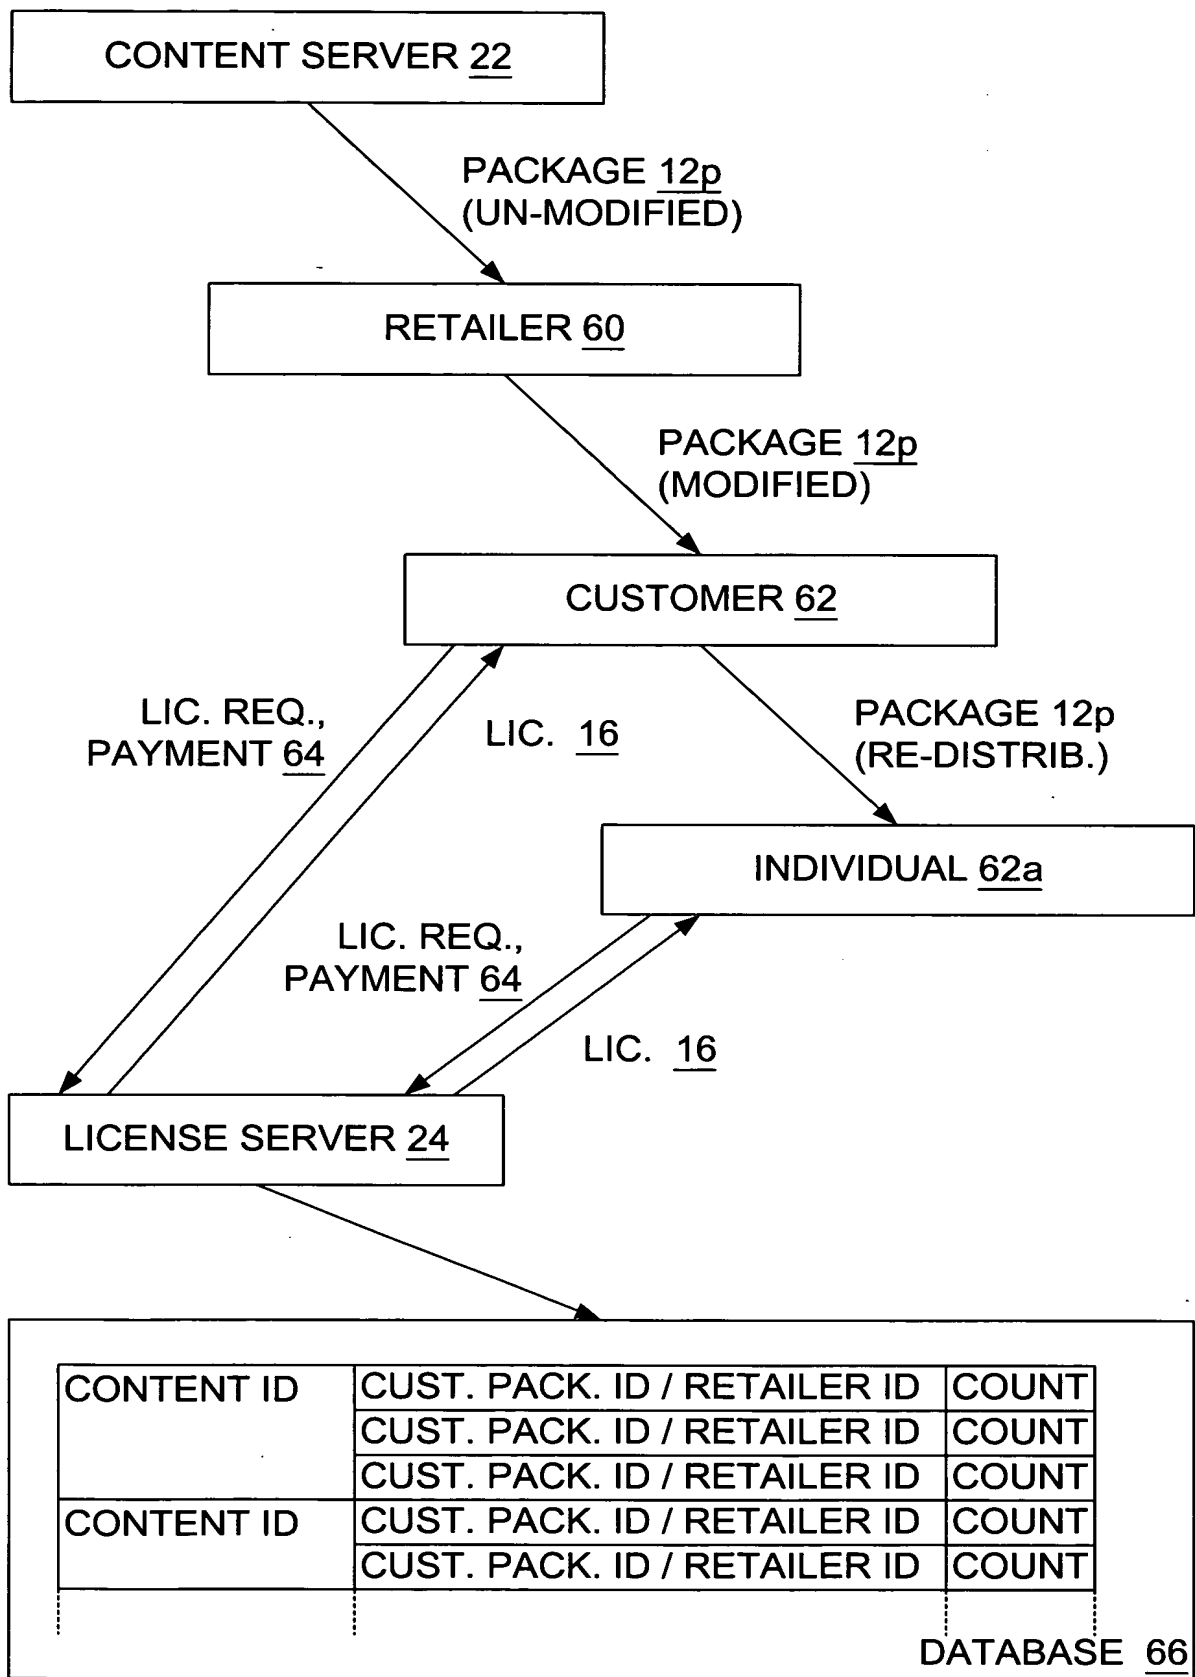 CONTENT SERVER 22
PACKAGE 12p
(UN-MODIFIED)
RETAILER 60
PACKAGE 12p
(MODIFIED)
CUSTOMER 62
LIC. REQ.,
PAYMENT 64
LIC. 16
PACKAGE 12p
(RE-DISTRIB.)
INDIVIDUAL 62a
LIC. REQ.,
PAYMENT 64
LIC. 16
LICENSE SERVER 24
CONTENT ID CUST. PACK. ID / RETAILER ID COUNT
CUST. PACK. ID / RETAILER ID COUNT
CUST. PACK. ID / RETAILER ID COUNT
CONTENT ID CUST. PACK. ID / RETAILER ID COUNT
CUST. PACK. ID / RETAILER ID COUNT
DATABASE 66